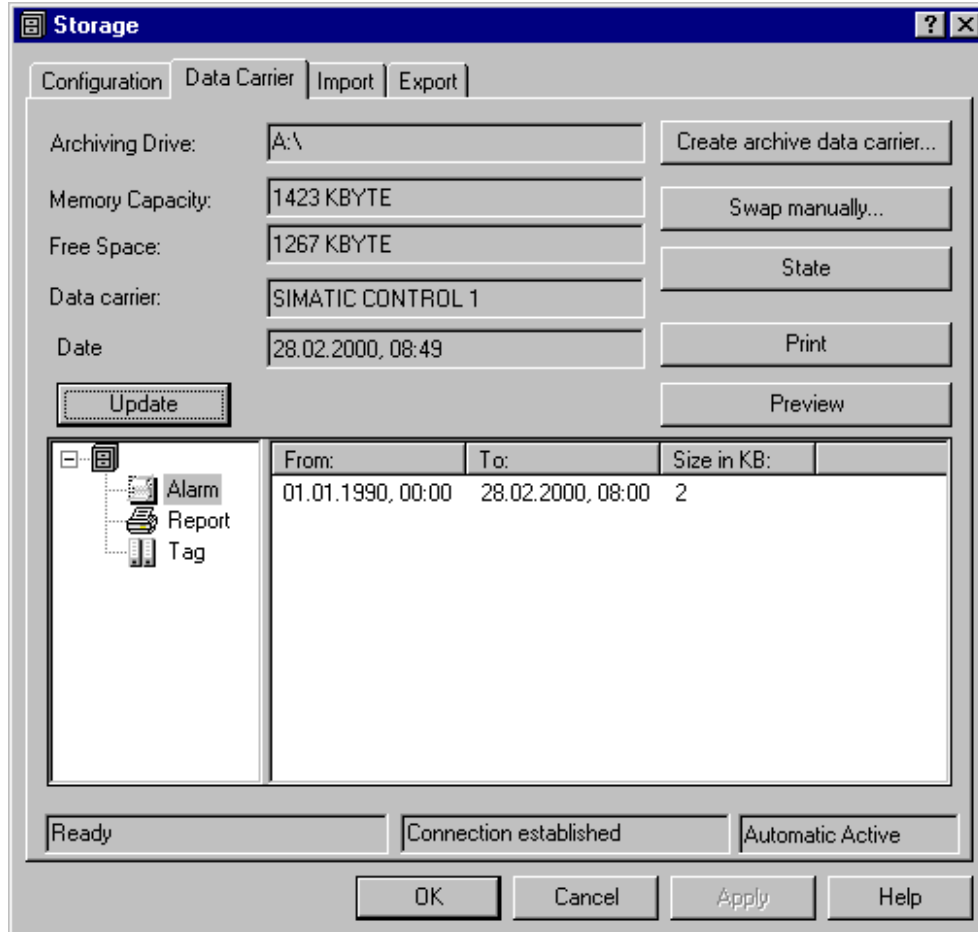 Storage
Configuration Data Carrier Import Export
Archiving Drive: A:\ Create archive data carrier...
Memory Capacity: 1423 KBYTE Swap manually...
Free Space: 1267 KBYTE
State
Data carrier: SIMATIC CONTROL 1
Date 28.02.2000, 08:49 Print
Update Preview
From: To: Size in KB:
Alarm 01.01.1990, 00:00 28.02.2000, 08:00 2
Report
Tag
Ready Connection established Automatic Active
OK Cancel Apply Help